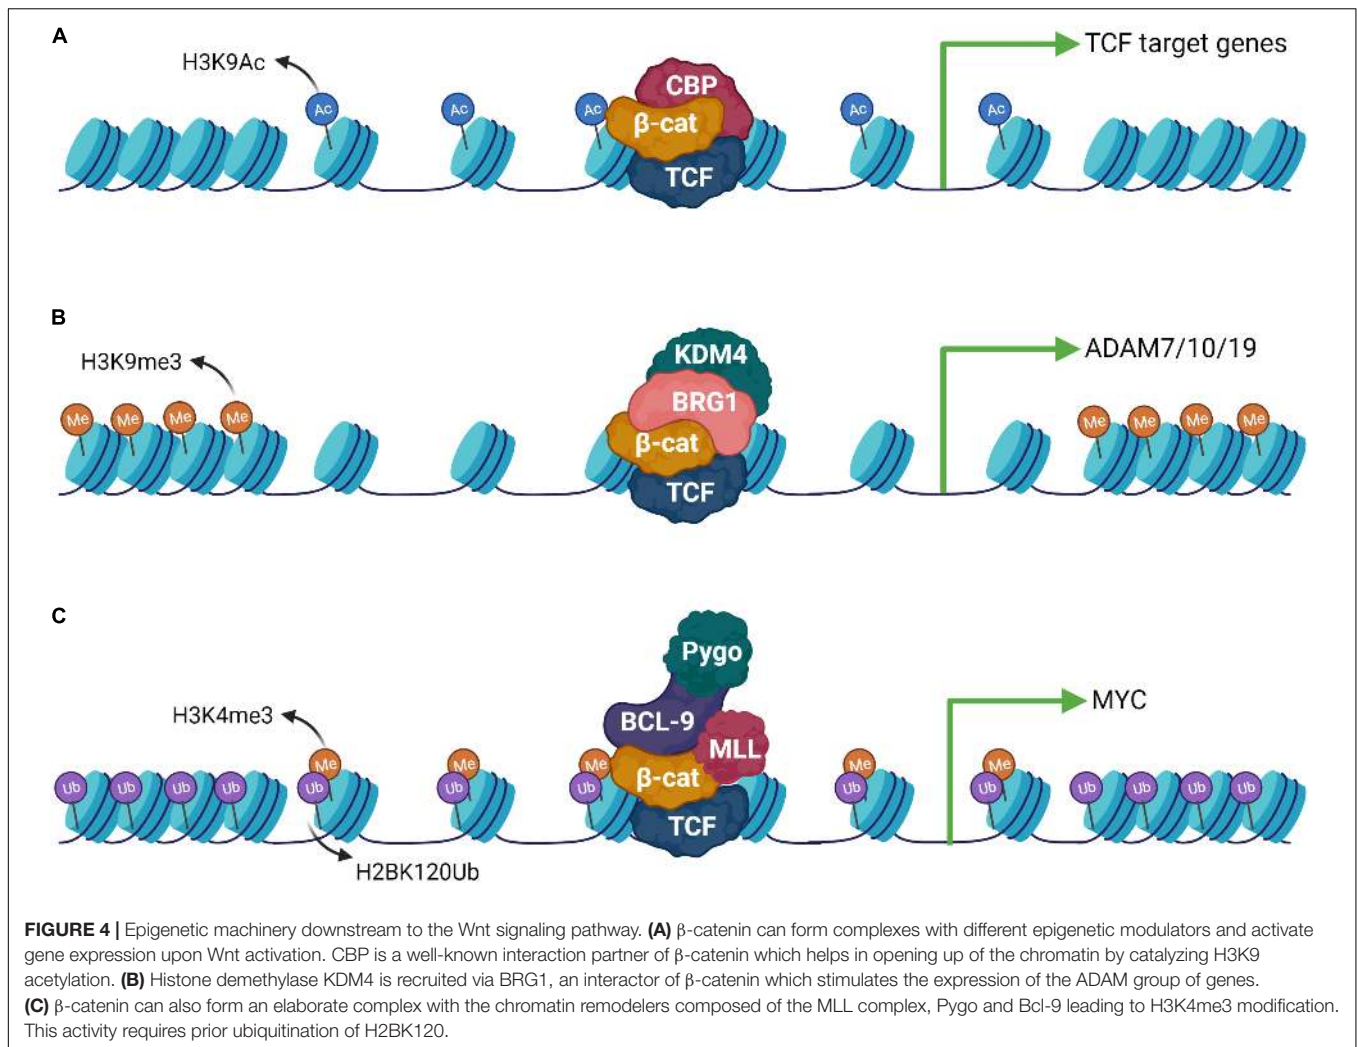 A
H3K9Ac
TCF target genes
Ac
Ac
Ac
CBP
β-cat
TCF
Ac
Ac
B
H3K9me3
ADAM7/10/19
Me
Me
Me
Me
KDM4
BRG1
β-cat
TCF
Me
Me
Me
Me
C
H3K4me3
MYC
Pygo
BCL-9
MLL
β-cat
TCF
Me
Me
Me
Me
Me
Ub
Ub
Ub
Ub
Ub
Ub
Ub
Ub
Ub
Ub
Ub
Ub
Ub
H2BK120Ub
FIGURE 4 | Epigenetic machinery downstream to the Wnt signaling pathway. (A) β-catenin can form complexes with different epigenetic modulators and activate
gene expression upon Wnt activation. CBP is a well-known interaction partner of β-catenin which helps in opening up of the chromatin by catalyzing H3K9
acetylation. (B) Histone demethylase KDM4 is recruited via BRG1, an interactor of β-catenin which stimulates the expression of the ADAM group of genes.
(C) β-catenin can also form an elaborate complex with the chromatin remodelers composed of the MLL complex, Pygo and Bcl-9 leading to H3K4me3 modification.
This activity requires prior ubiquitination of H2BK120.